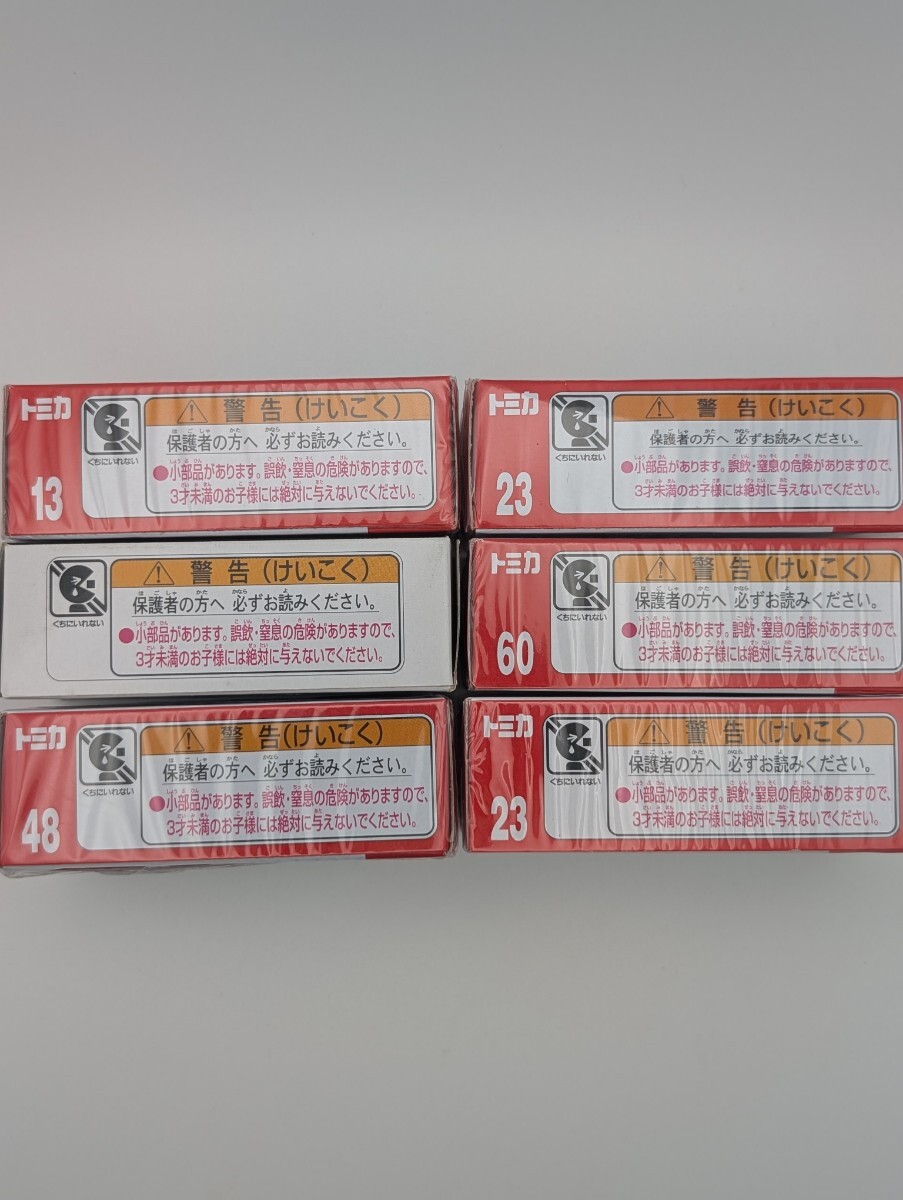 トミカ
13
くちにいれない
警告（けいこく）
保護者の方へ 必ずお読みください。
●小部品があります。誤飲・窒息の危険がありますので、
3才未満のお子様には絶対に与えないでください。
トミカ
23
くちにいれない
警告（けいこく）
保護者の方へ 必ずお読みください。
●小部品があります。誤飲・窒息の危険がありますので、
3才未満のお子様には絶対に与えないでください。
くちにいれない
警告（けいこく）
保護者の方へ 必ずお読みください。
●小部品があります。誤飲・窒息の危険がありますので、
3才未満のお子様には絶対に与えないでください。
トミカ
60
くちにいれない
警告（けいこく）
保護者の方へ 必ずお読みください。
●小部品があります。誤飲・窒息の危険がありますので、
3才未満のお子様には絶対に与えないでください。
トミカ
48
くちにいれない
警告（けいこく）
保護者の方へ 必ずお読みください。
●小部品があります。誤飲・窒息の危険がありますので、
3才未満のお子様には絶対に与えないでください。
トミカ
23
くちにいれない
警告（けいこく）
保護者の方へ 必ずお読みください。
●小部品があります。誤飲・窒息の危険がありますので、
3才未満のお子様には絶対に与えないでください。